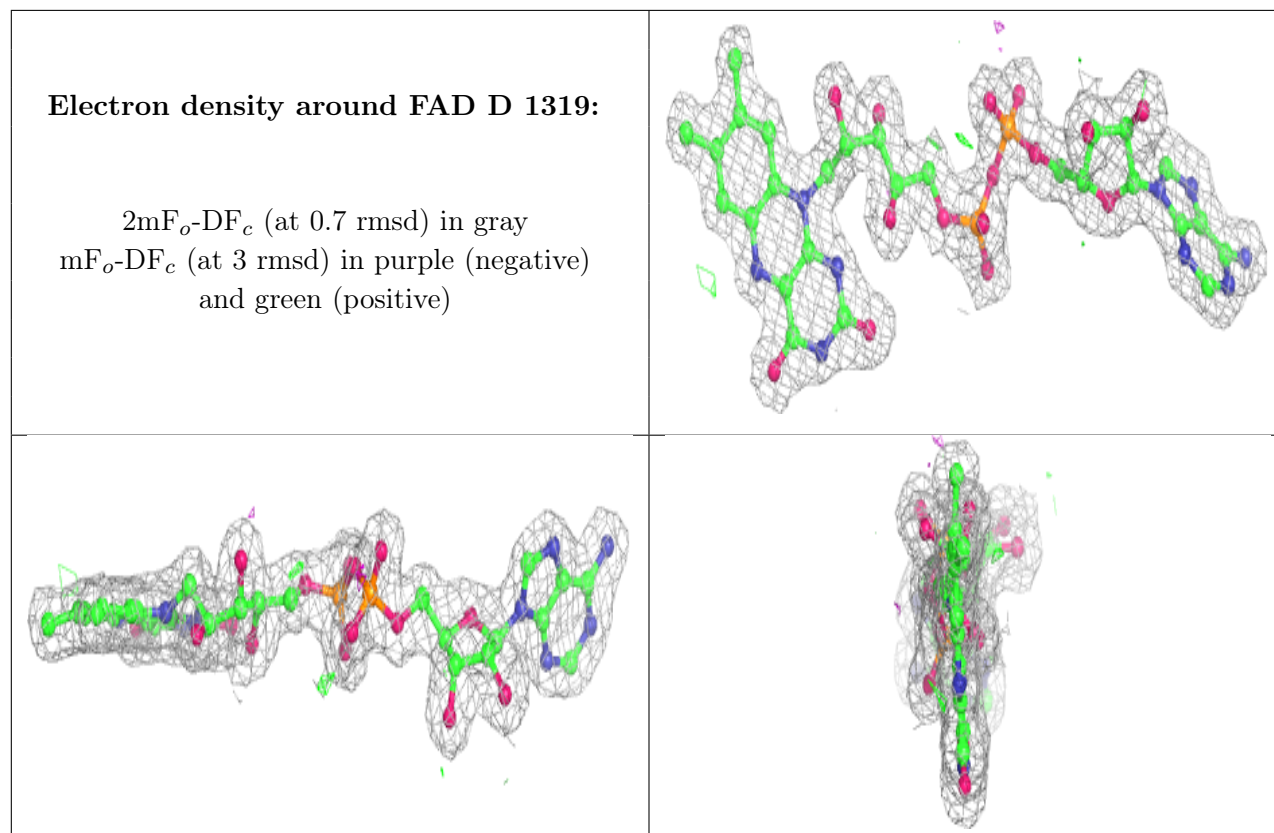 Electron density around FAD D 1319:
2mFo-DFc (at 0.7 rmsd) in gray
mFo-DFc (at 3 rmsd) in purple (negative)
and green (positive)